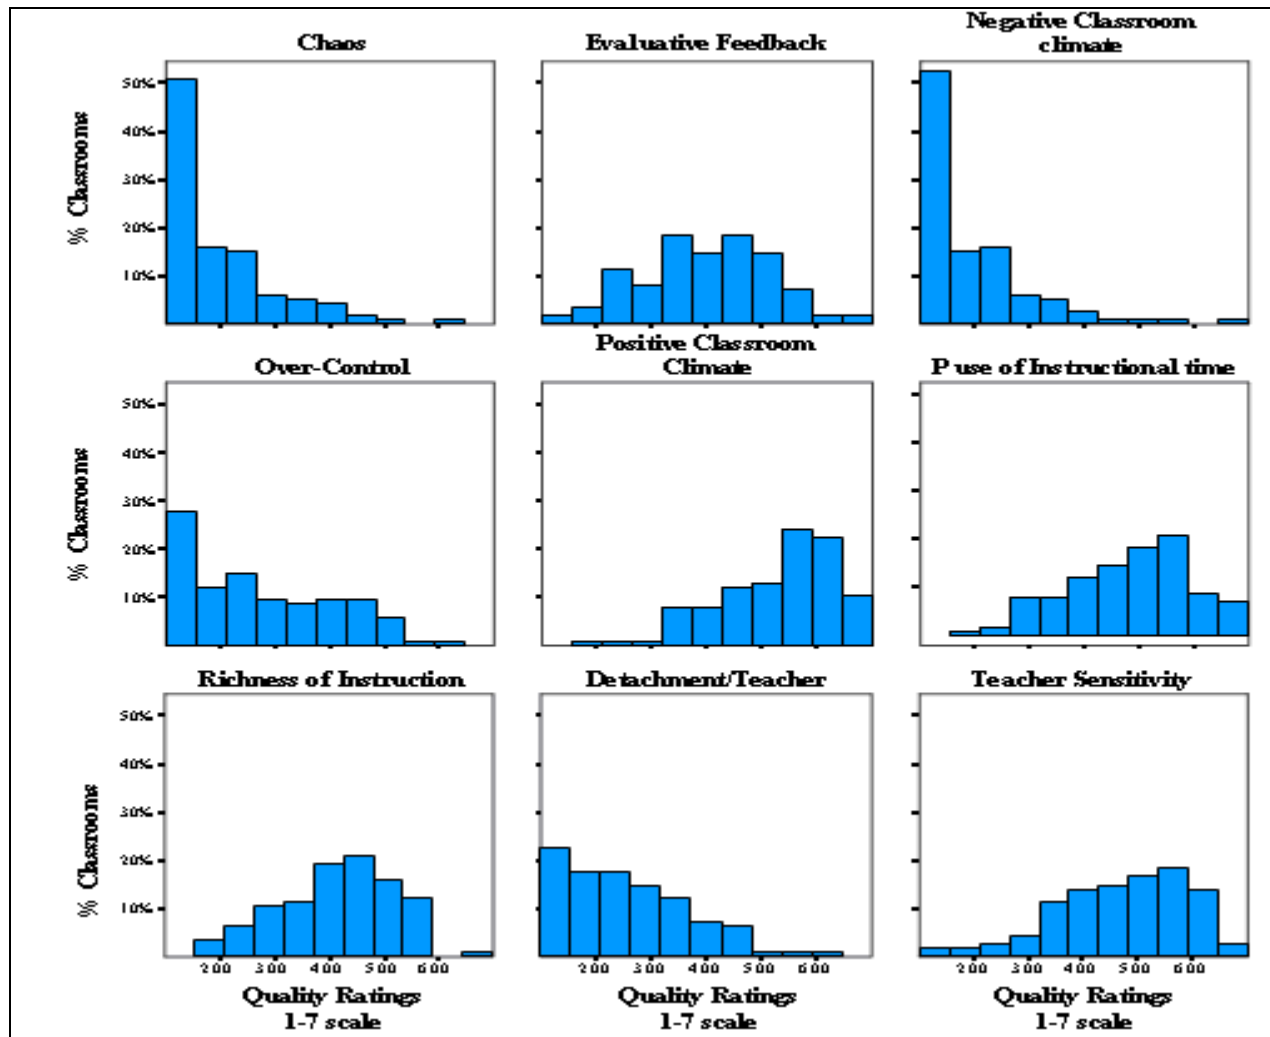 Chaos
Evaluative Feedback
Negative Classroom
climate
% Classrooms
50%
40%
30%
20%
10%
Over-Control
Positive Classroom
Climate
P use of Instructional time
% Classrooms
50%
40%
30%
20%
10%
Richness of Instruction
Detachment/Teacher
Teacher Sensitivity
% Classrooms
50%
40%
30%
20%
10%
200 300 400 500 600
200 300 400 500 600
200 300 400 500 600
Quality Ratings
1-7 scale
Quality Ratings
1-7 scale
Quality Ratings
1-7 scale